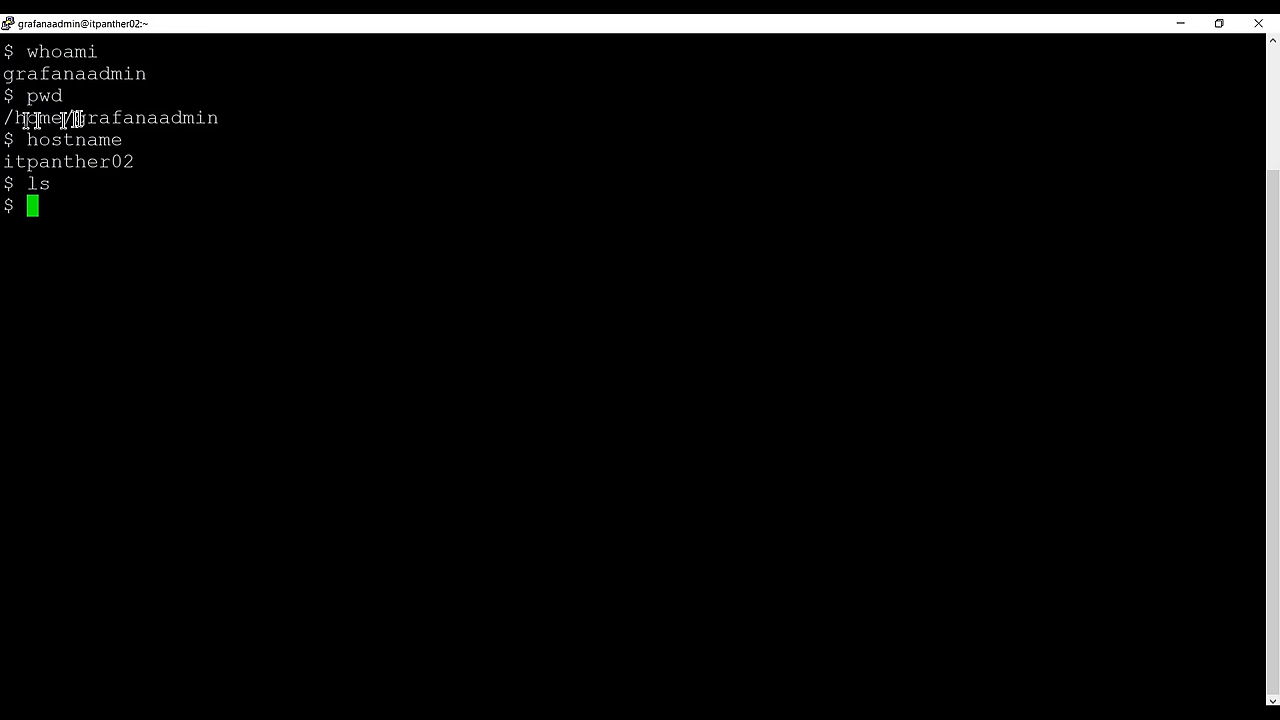 grafanaadmin@itpanther02:~
$ whoami
grafanaadmin
$ pwd
/home/grafanaadmin
$ hostname
itpanther02
$ ls
$